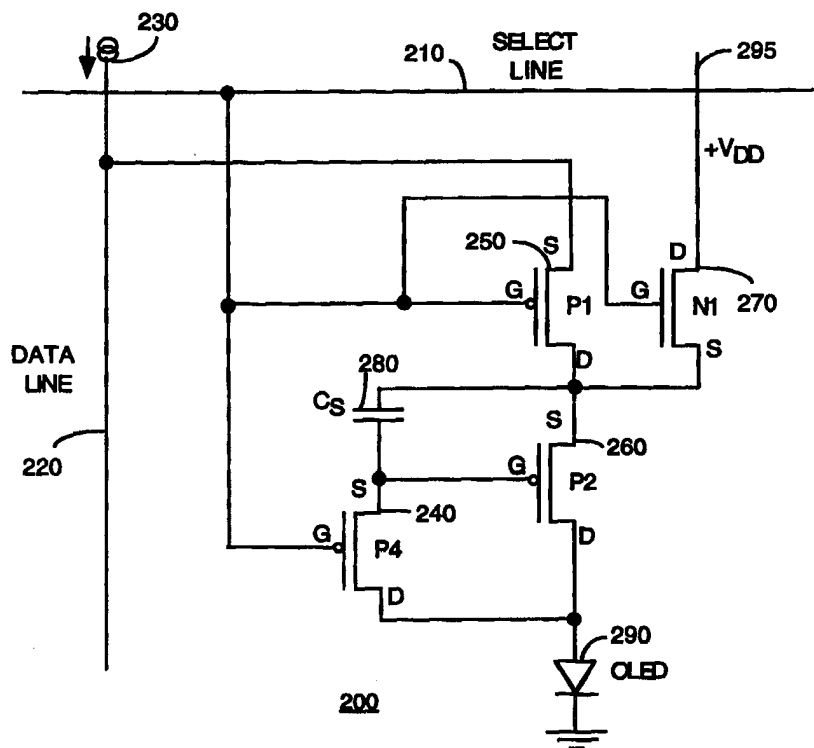 230
SELECT
LINE
210
295
+VDD
250
S
D
G
P1
G
N1
270
D
S
DATA
LINE
280
CS
S
260
220
S
G
P2
240
G
P4
D
D
290
OLED
200